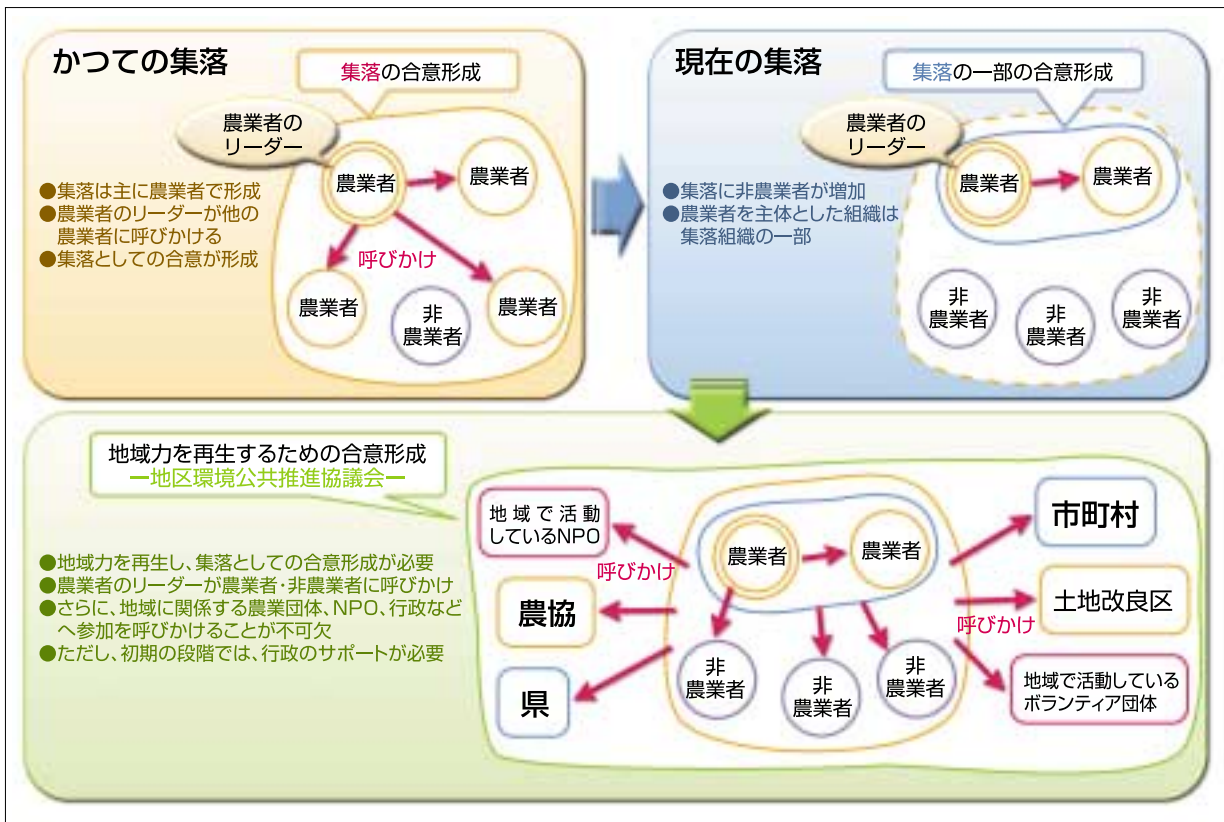 かつての集落
集落の合意形成
農業者の
リーダー
農業者
農業者
●集落は主に農業者で形成
●農業者のリーダーが他の
農業者に呼びかける
●集落としての合意が形成
呼びかけ
農業者
非
農業者
農業者
現在の集落
集落の一部の合意形成
農業者の
リーダー
農業者
農業者
●集落に非農業者が増加
●農業者を主体とした組織は
集落組織の一部
非
農業者
非
農業者
非
農業者
地域力を再生するための合意形成
ー地区環境公共推進協議会ー
●地域力を再生し、集落としての合意形成が必要
●農業者のリーダーが農業者・非農業者に呼びかけ
●さらに、地域に関係する農業団体、NPO、行政など
へ参加を呼びかけることが不可欠
●ただし、初期の段階では、行政のサポートが必要
地域で活動
しているNPO
呼びかけ
農協
県
農業者
農業者
非
農業者
非
農業者
非
農業者
市町村
土地改良区
呼びかけ
地域で活動している
ボランティア団体